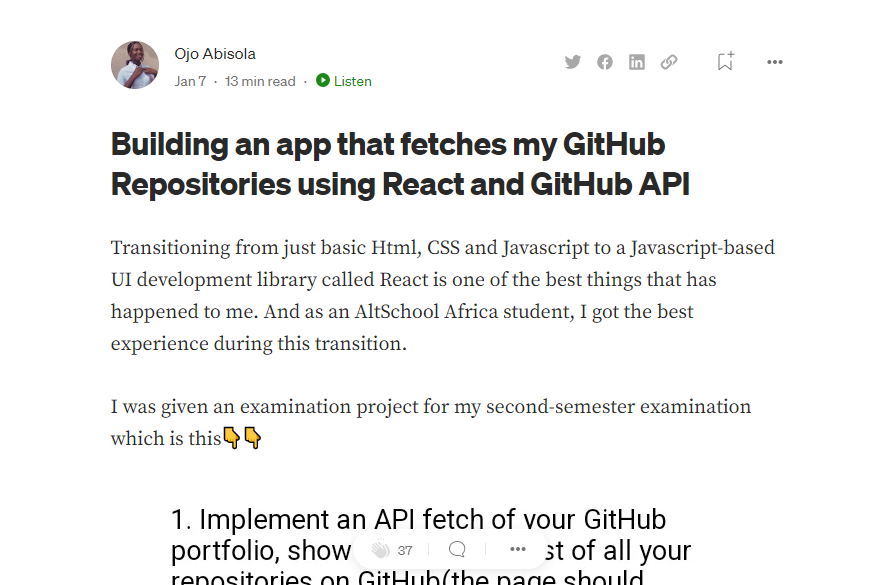 Ojo Abisola
Jan 7 · 13 min read · Listen
Building an app that fetches my GitHub
Repositories using React and GitHub API
Transitioning from just basic Html, CSS and Javascript to a Javascript-based
UI development library called React is one of the best things that has
happened to me. And as an AltSchool Africa student, I got the best
experience during this transition.
I was given an examination project for my second-semester examination
which is this👇👇
1. Implement an API fetch of your GitHub
portfolio, show st of all your
37
repositories on GitHub(the page should